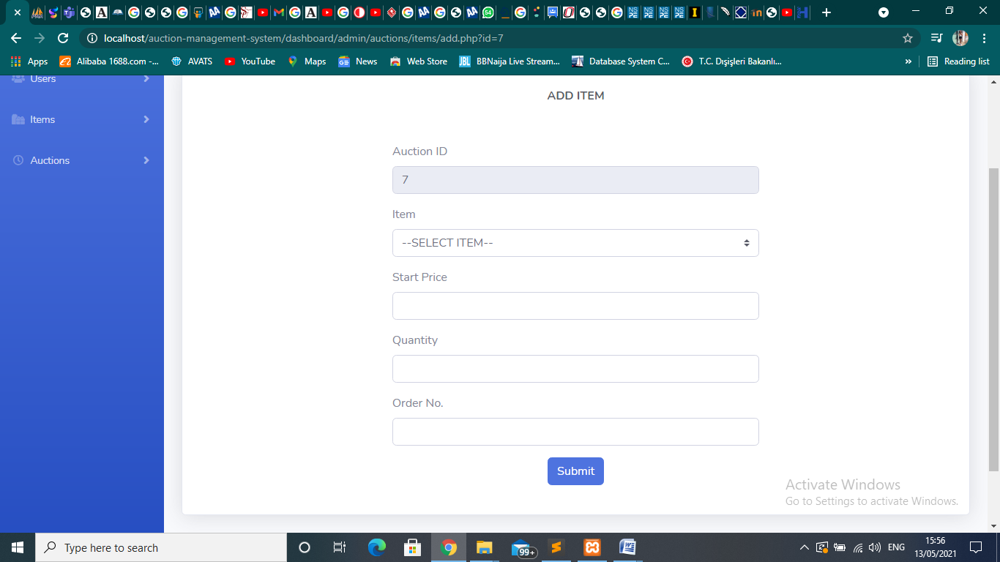 localhost/auction-management-system/dashboard/admin/auctions/items/add.php?id=7
Apps
Alibaba 1688.com -...
AVATS
YouTube
Maps
News
Web Store
BBNaija Live Stream...
Database System C...
T.C. Dışişleri Bakanlı...
»
Reading list
Users
Items
Auctions
ADD ITEM
Auction ID
7
Item
--SELECT ITEM--
Start Price
Quantity
Order No.
Submit
Activate Windows
Go to Settings to activate Windows.
Type here to search
99+
ENG
15:56
13/05/2021